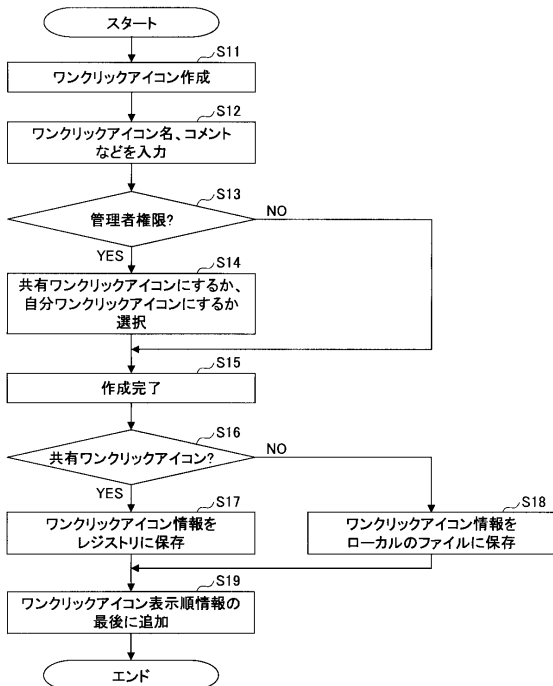 スタート
S11
ワンクリックアイコン作成
S12
ワンクリックアイコン名、コメント
などを入力
S13
管理者権限?
NO
YES
S14
共有ワンクリックアイコンにするか、
自分ワンクリックアイコンにするか
選択
S15
作成完了
S16
共有ワンクリックアイコン?
NO
YES
S17
ワンクリックアイコン情報を
レジストリに保存
S18
ワンクリックアイコン情報を
ローカルのファイルに保存
S19
ワンクリックアイコン表示順情報の
最後に追加
エンド